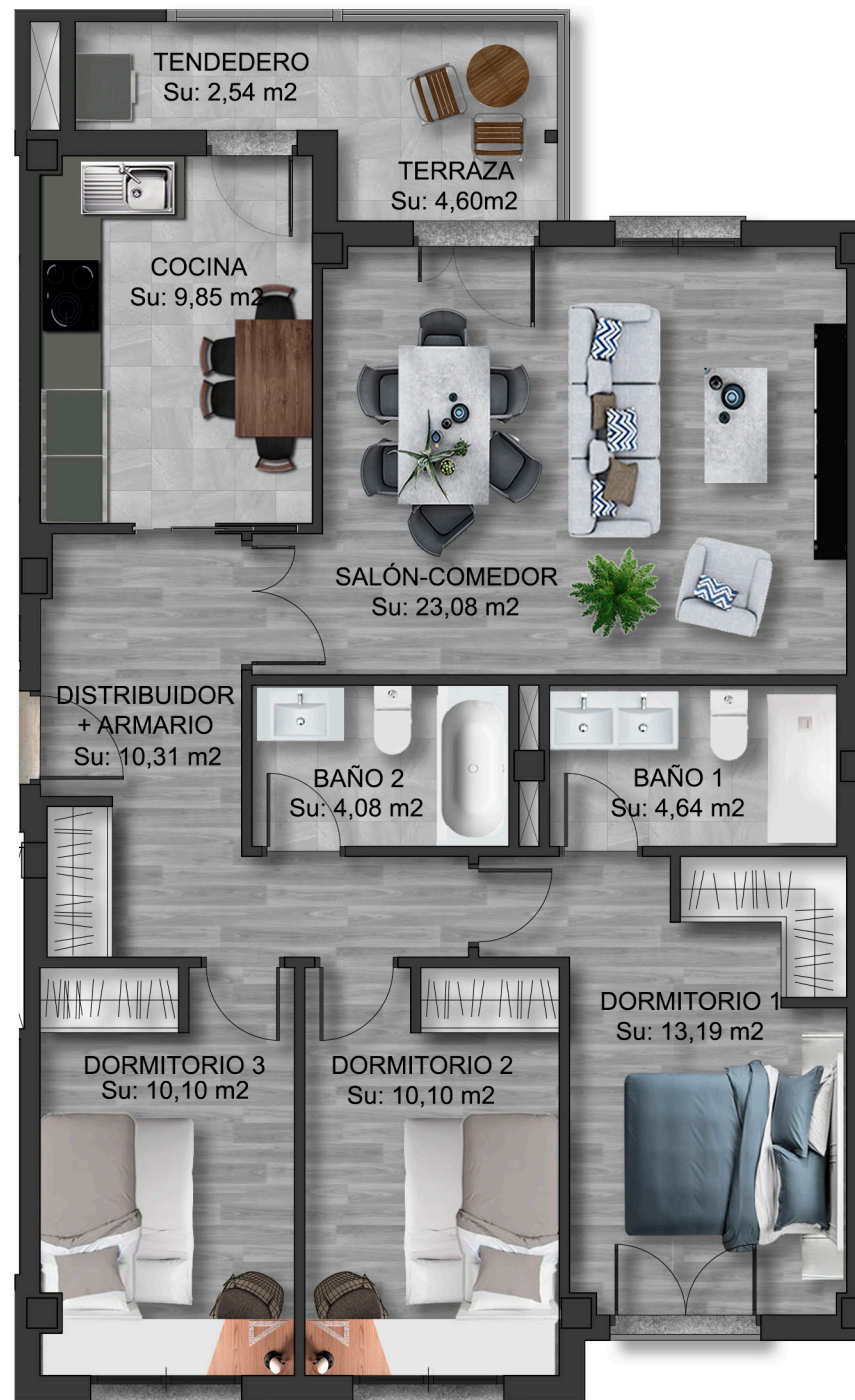 TENDEDERO
Su: 2,54 m2
TERRAZA
Su: 4,60m2
COCINA
Su: 9,85 m2
SALÓN-COMEDOR
Su: 23,08 m2
DISTRIBUIDOR
+ ARMARIO
Su: 10,31 m2
BAÑO 2
Su: 4,08 m2
BAÑO 1
Su: 4,64 m2
DORMITORIO 1
Su: 13,19 m2
DORMITORIO 3
Su: 10,10 m2
DORMITORIO 2
Su: 10,10 m2